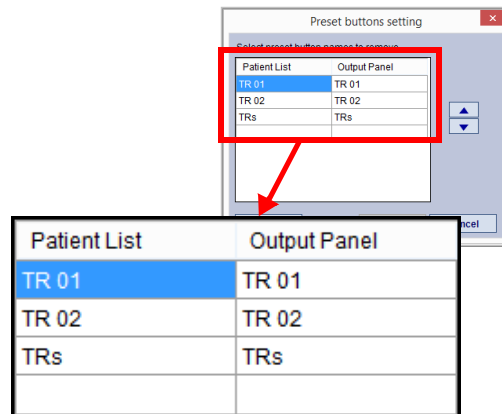 Preset buttons setting
Select preset button names to remove
Patient List Output Panel
TR 01 TR 01
TR 02 TR 02
TRs TRs
Patient List Output Panel
TR 01 TR 01
TR 02 TR 02
TRs TRs